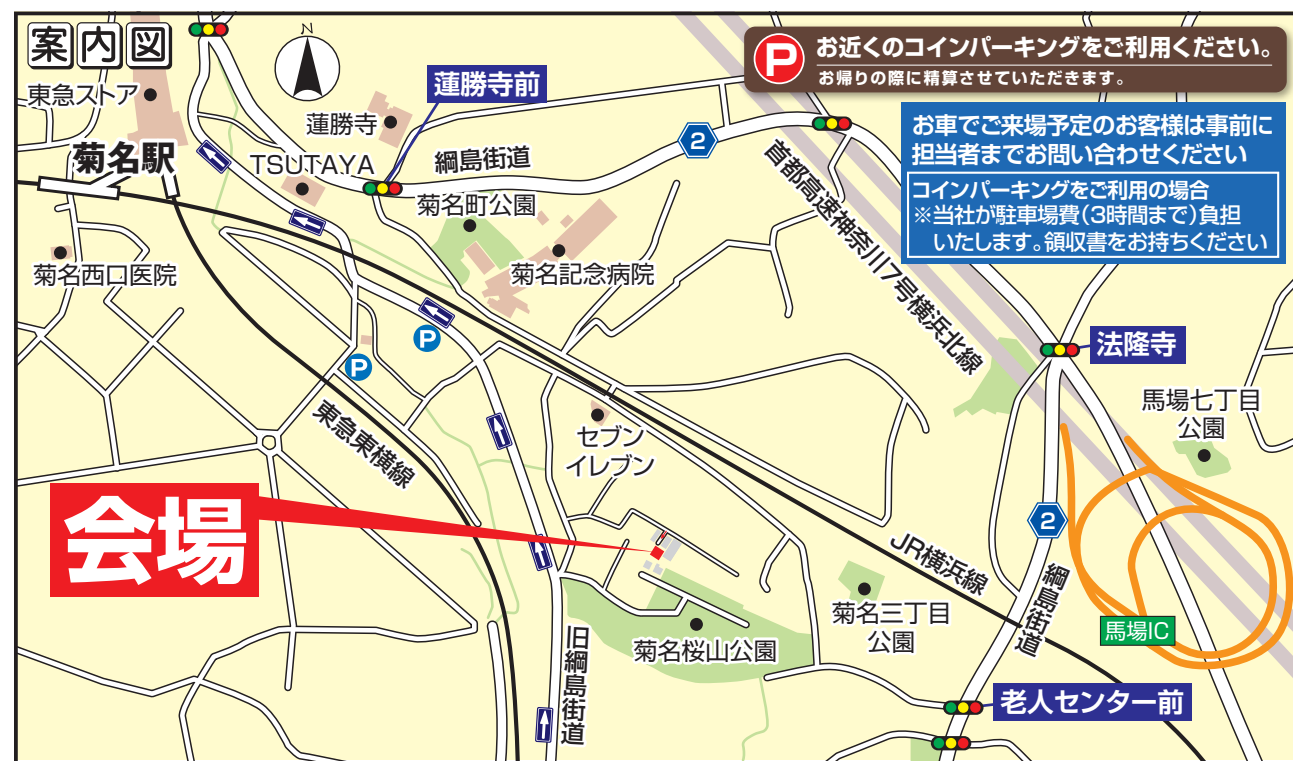 案内図
N
P
お近くのコインパーキングをご利用ください。
お帰りの際に精算させていただきます。
お車でご来場予定のお客様は事前に
担当者までお問い合わせください
コインパーキングをご利用の場合
※当社が駐車場費(3時間まで)負担
いたします。領収書をお持ちください
東急ストア
蓮勝寺前
蓮勝寺
菊名駅
TSUTAYA
綱島街道
2
首都高速神奈川7号横浜北線
菊名町公園
菊名西口医院
菊名記念病院
P
P
法隆寺
馬場七丁目
公園
東急東横線
セブン
イレブン
会場
2
JR横浜線
綱島街道
菊名三丁目
公園
馬場IC
菊名桜山公園
旧綱島街道
老人センター前